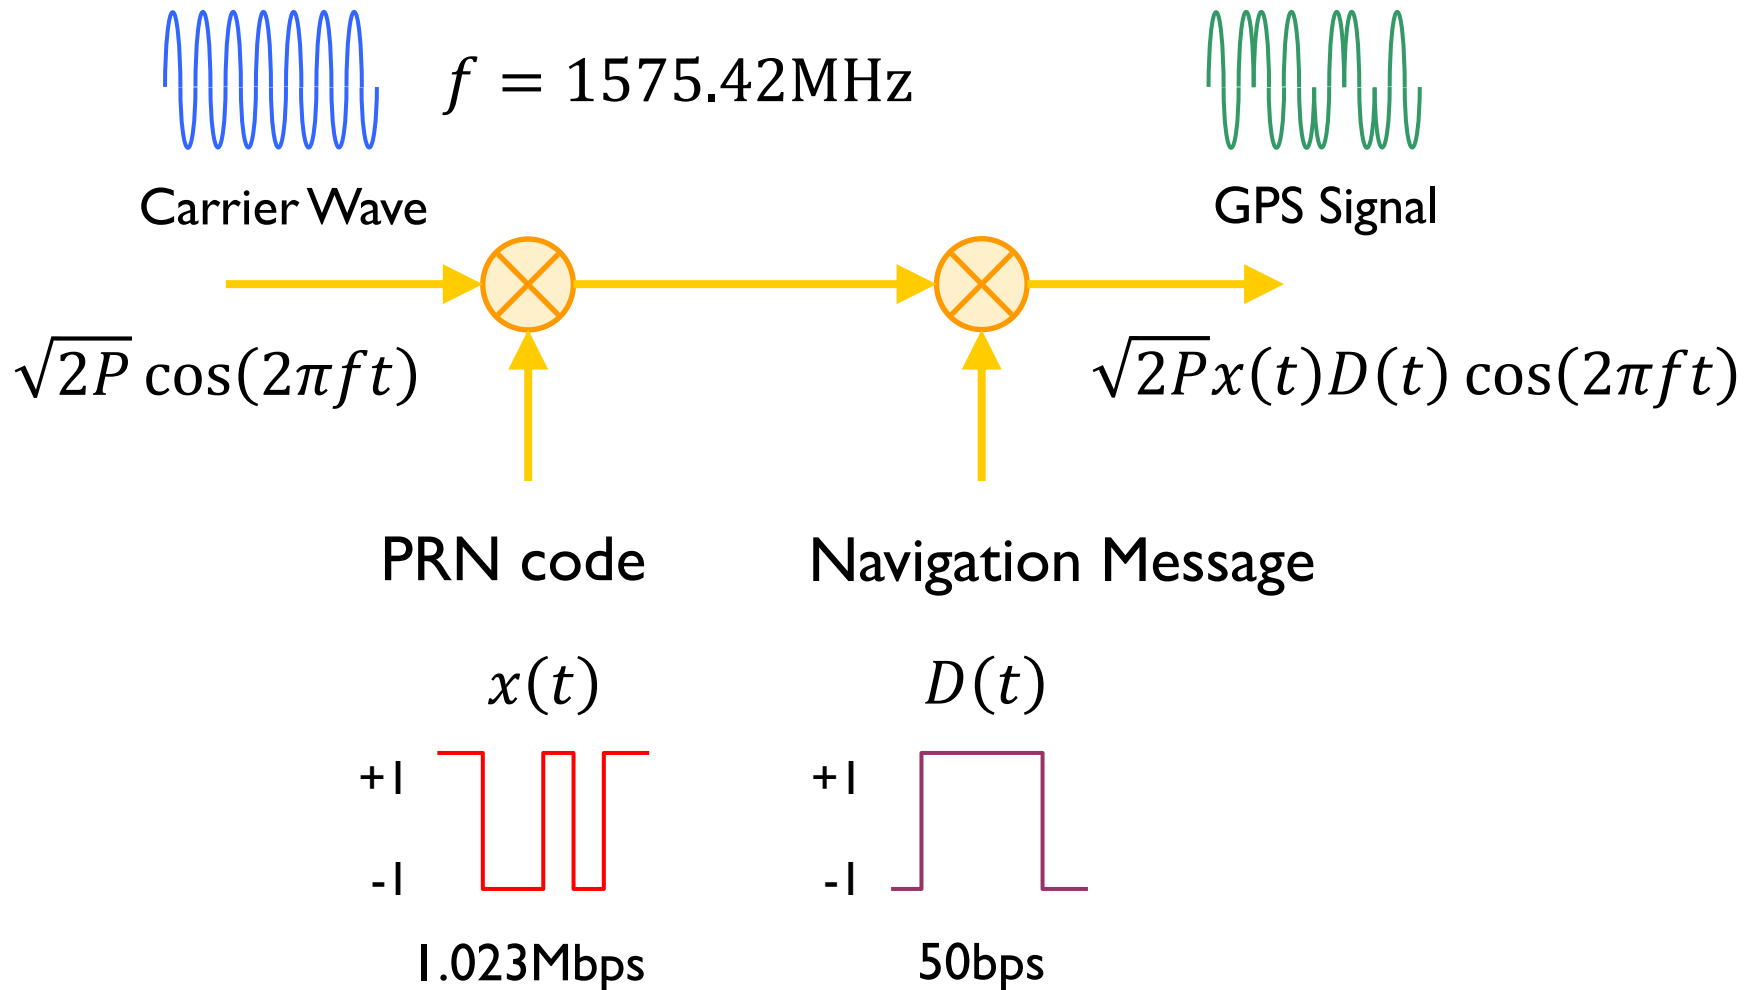 f = 1575.42MHz
Carrier Wave
GPS Signal
√2P cos(2πft)
√2Px(t)D(t) cos(2πft)
PRN code
Navigation Message
x(t)
D(t)
+1
+1
-1
-1
1.023Mbps
50bps